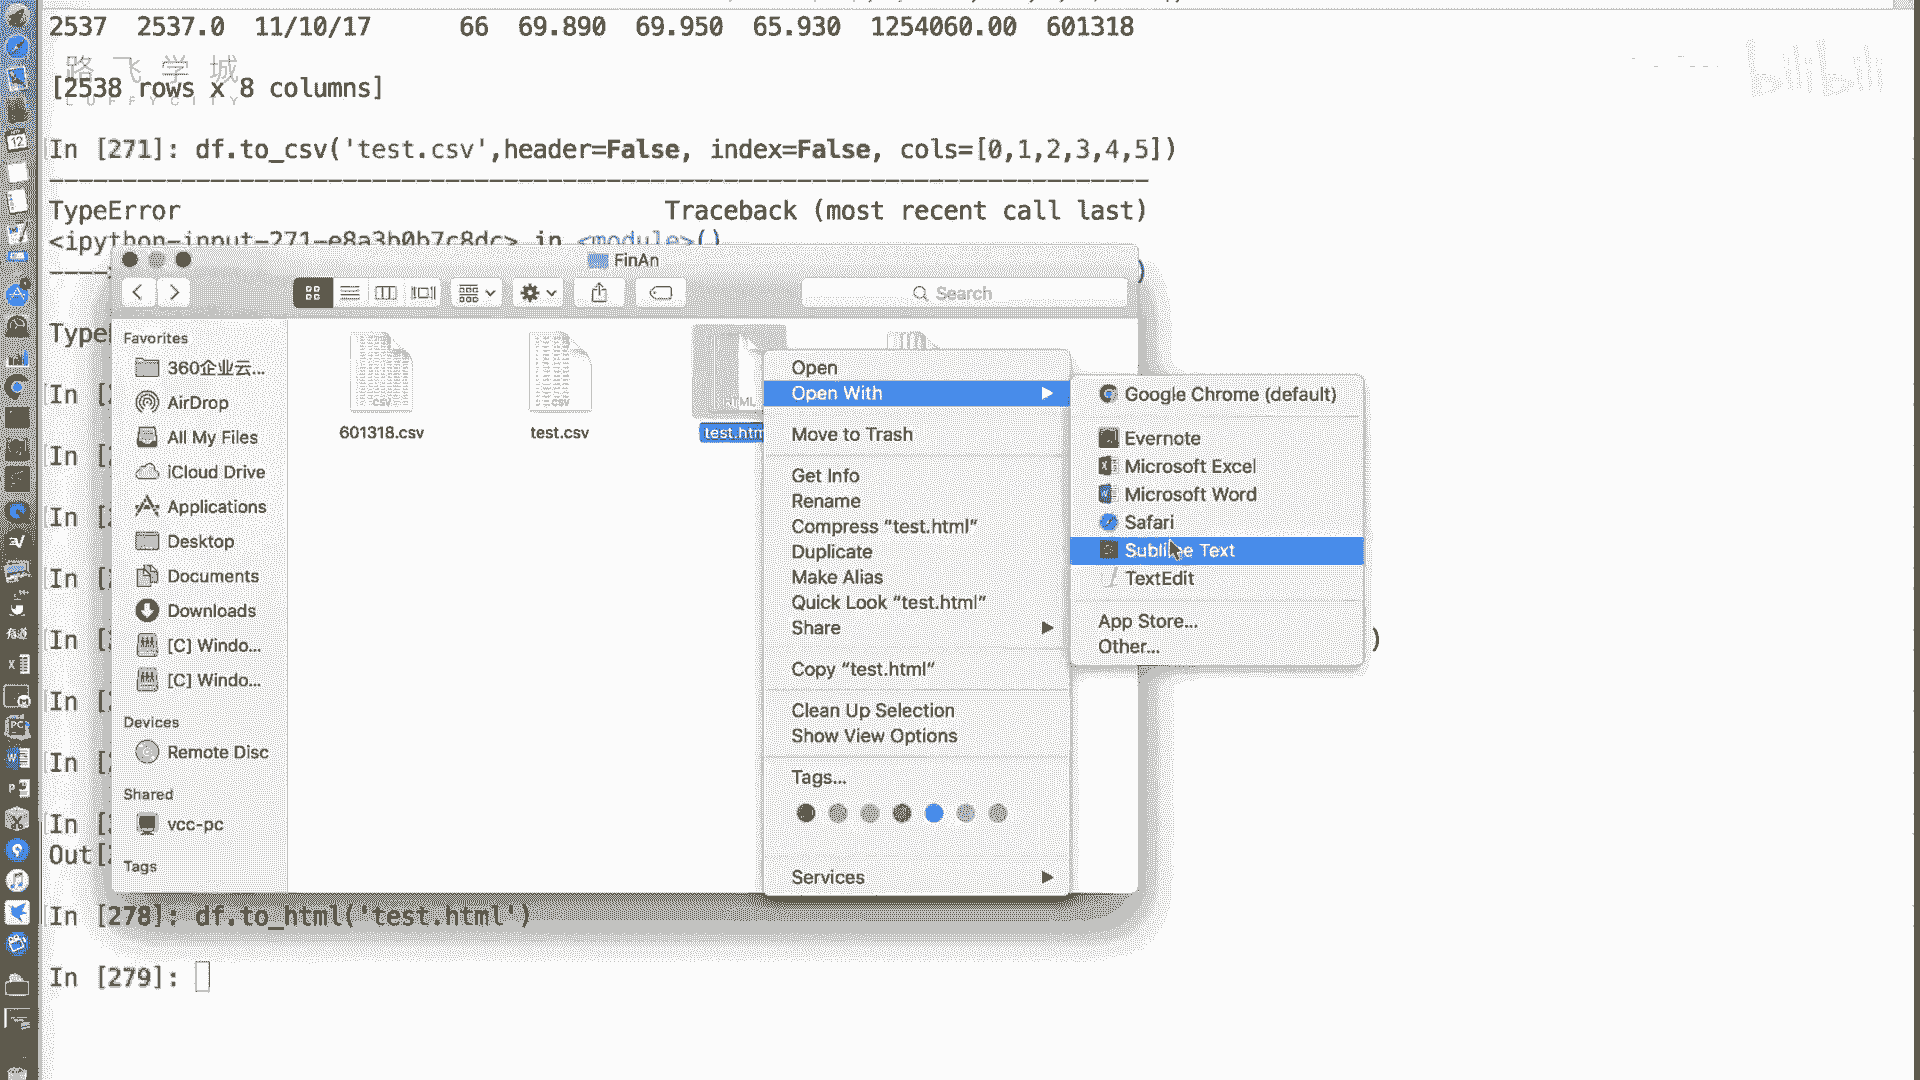 2537 2537.0 11/10/17 66 69.890 69.950 65.930 1254060.00 601318
路飞学城
LUFFYCITY
bilibili
[2538 rows x 8 columns]
In [271]: df.to_csv('test.csv',header=False, index=False, cols=[0,1,2,3,4,5])
TypeError Traceback (most recent call last)
<ipython-input-271-e8a3b0b7c8dc> in <module>()
FinAn
Search
Favorites
360企业云...
AirDrop
All My Files
iCloud Drive
Applications
Desktop
Documents
Downloads
[C] Windo...
[C] Windo...
Devices
Remote Disc
Shared
vcc-pc
Tags
601318.csv
test.csv
test.htm
Open
Open With
Move to Trash
Get Info
Rename
Compress “test.html”
Duplicate
Make Alias
Quick Look “test.html”
Share
Copy “test.html”
Clean Up Selection
Show View Options
Tags...
Services
Google Chrome (default)
Evernote
Microsoft Excel
Microsoft Word
Safari
Sublime Text
TextEdit
App Store...
Other...
In [
In [
In [
In [
In [
In [
In [
In [
Out[
In [278]: df.to_html('test.html')
In [279]: